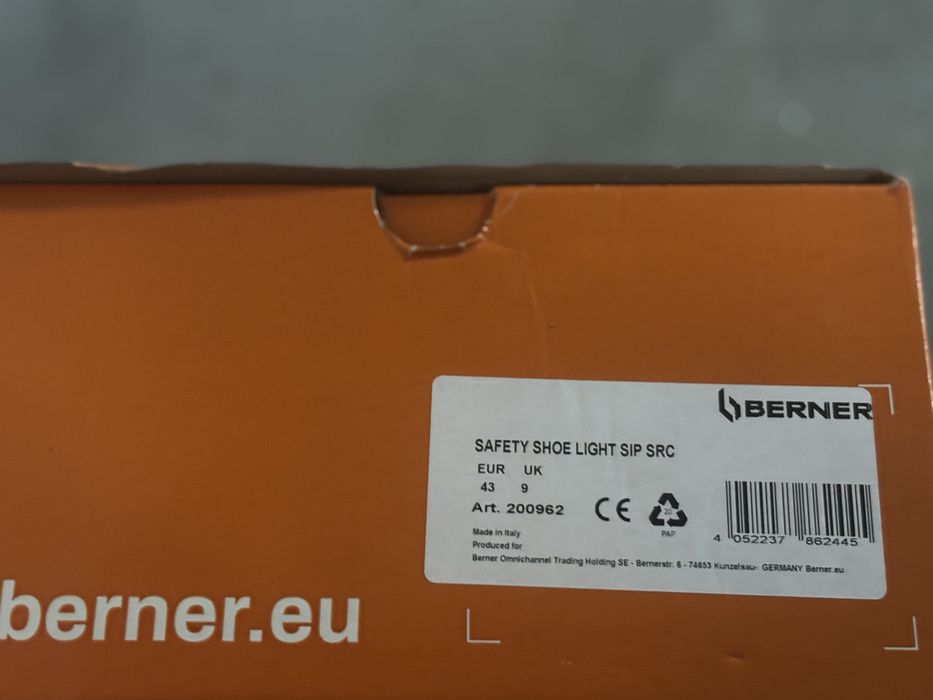 BERNER
SAFETY SHOE LIGHT SIP SRC
EUR UK
43 9
Art. 200962
CE
20
PAP
4 052237 862445
Made in Italy
Produced for
Berner Omnichannel Trading Holding SE - Bernerstr. 6 - 74653 Kunzelsau- GERMANY Berner.eu
berner.eu